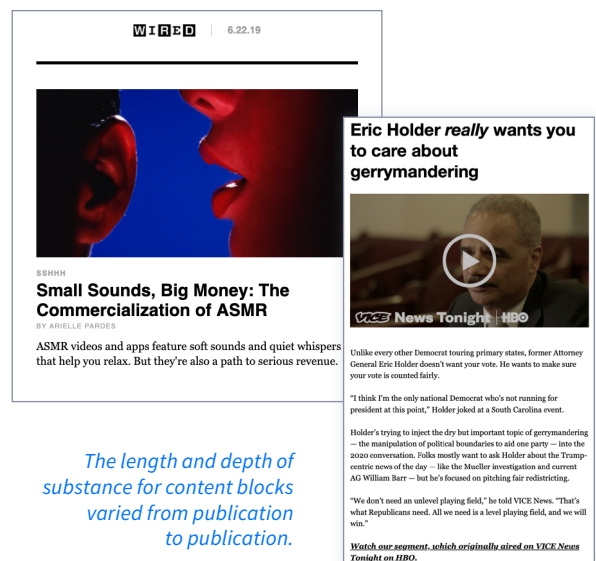 WIRED 6.22.19
SSHHH
Small Sounds, Big Money: The
Commercialization of ASMR
BY ARIELLE PARDES
ASMR videos and apps feature soft sounds and quiet whispers
that help you relax. But they're also a path to serious revenue.
Eric Holder really wants you
to care about
gerrymandering
VICE News Tonight HBO
Unlike every other Democrat touring primary states, former Attorney
General Eric Holder doesn't want your vote. He wants to make sure
your vote is counted fairly.
“I think I'm the only national Democrat who's not running for
president at this point,” Holder joked at a South Carolina event.
Holder's trying to inject the dry but important topic of gerrymandering
— the manipulation of political boundaries to aid one party — into the
2020 conversation. Folks mostly want to ask Holder about the Trump-
centric news of the day — like the Mueller investigation and current
AG William Barr — but he's focused on pitching fair redistricting.
“We don't need an unlevel playing field,” he told VICE News. “That's
what Republicans need. All we need is a level playing field, and we will
win.”
Watch our segment, which originally aired on VICE News
Tonight on HBO.
The length and depth of
substance for content blocks
varied from publication
to publication.